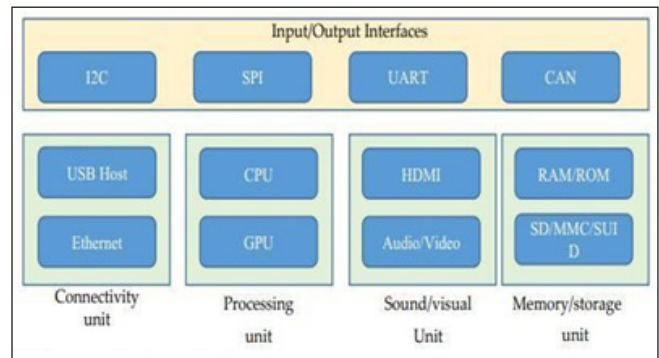 Input/Output Interfaces
I2C
SPI
UART
CAN
USB Host
CPU
HDMI
RAM/ROM
Ethernet
GPU
Audio/Video
SD/MMC/SUI
D
Connectivity
unit
Processing
unit
Sound/visual
Unit
Memory/storage
unit